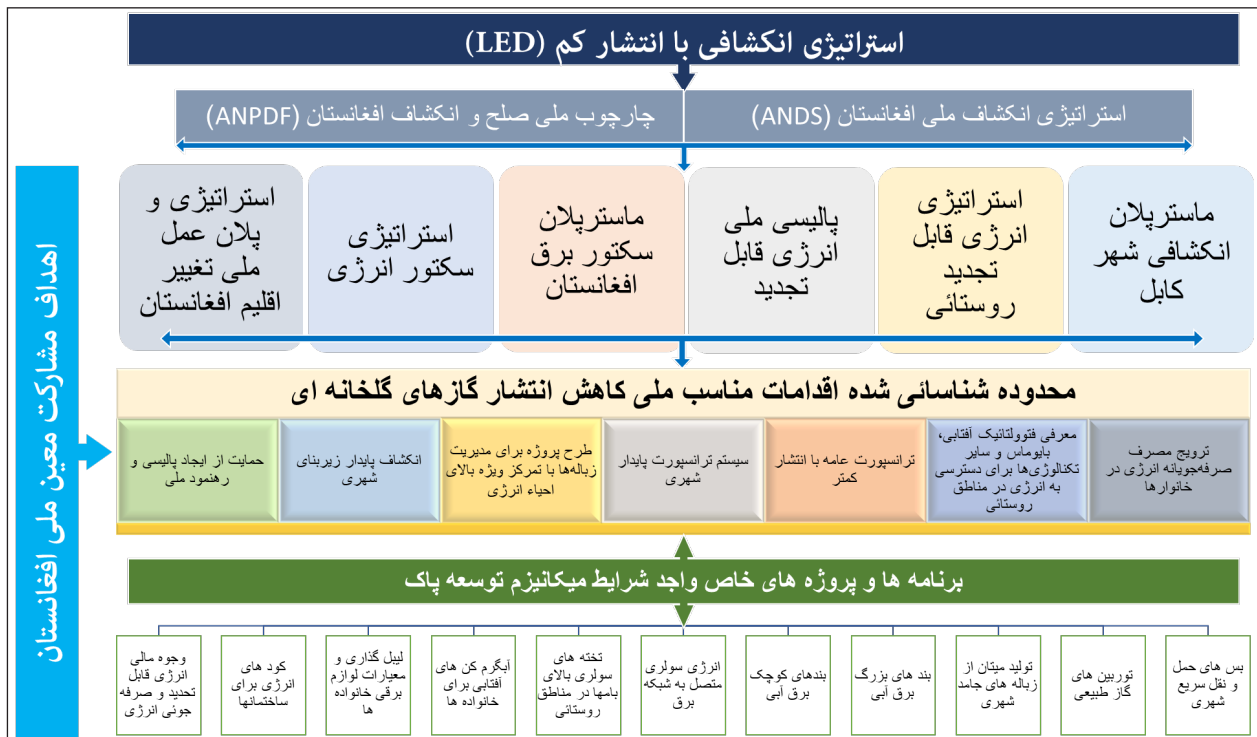 استراتیژی انکشافی با انتشار کم (LED)
استراتیژی انکشاف ملی افغانستان (ANDS)
چارچوب ملی صلح و انکشاف افغانستان (ANPDF)
ماسترپلان
انکشافی شهر
کابل
استراتیژی
انرژی قابل
تجدید
روستائی
پالیسی ملی
انرژی قابل
تجدید
ماسترپلان
سکتور برق
افغانستان
استراتیژی
سکتور انرژی
استراتیژی و
پلان عمل
ملی تغییر
اقلیم افغانستان
اهداف مشارکت معین ملی افغانستان
محدوده شناسائی شده اقدامات مناسب ملی کاهش انتشار گازهای گلخانه ای
ترویج مصرف
صرفه‌جویانه انرژی در
خانوارها
معرفی فتوولتائیک آفتابی،
بایوماس و سایر
تکنالوژی‌ها برای دسترسی
به انرژی در مناطق
روستائی
ترانسپورت عامه با انتشار
کمتر
سیستم ترانسپورت پایدار
شهری
طرح پروژه برای مدیریت
زباله‌ها با تمرکز ویژه بالای
احیاء انرژی
انکشاف پایدار زیربنای
شهری
حمایت از ایجاد پالیسی و
رهنمود ملی
برنامه ها و پروژه های خاص واجد شرایط میکانیزم توسعه پاک
بس های حمل
و نقل سریع
شهری
توربین های
گاز طبیعی
تولید میتان از
زباله های جامد
شهری
بند های بزرگ
برق آبی
بندهای کوچک
برق آبی
انرژی سولری
متصل به شبکه
برق
تخته های
سولری بالای
بامها در مناطق
روستائی
آبگرم کن های
آفتابی برای
خانواده ها
لیبل گذاری و
معیارات لوازم
برقی خانواده
ها
کود های
انرژی برای
ساختمانها
وجوه مالی
انرژی قابل
تحدید و صرفه
جوئی انرژی